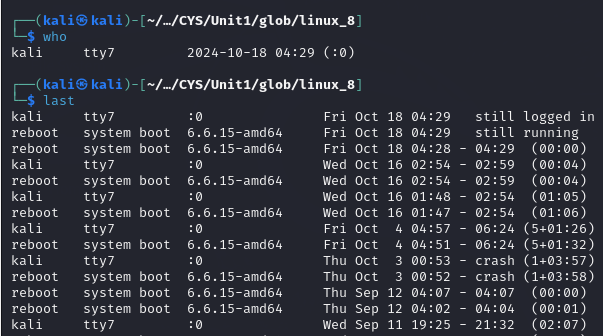 ┌──(kali㉿kali)-[~/…/CYS/Unit1/glob/linux_8]
└─$ who
kali     tty7         2024-10-18 04:29 (:0)
┌──(kali㉿kali)-[~/…/CYS/Unit1/glob/linux_8]
└─$ last
kali     tty7         :0               Fri Oct 18 04:29   still logged in
reboot   system boot  6.6.15-amd64     Fri Oct 18 04:29   still running
reboot   system boot  6.6.15-amd64     Fri Oct 18 04:28 - 04:29  (00:00)
kali     tty7         :0               Wed Oct 16 02:54 - 02:59  (00:04)
reboot   system boot  6.6.15-amd64     Wed Oct 16 02:54 - 02:59  (00:04)
kali     tty7         :0               Wed Oct 16 01:48 - 02:54  (01:05)
reboot   system boot  6.6.15-amd64     Wed Oct 16 01:47 - 02:54  (01:06)
kali     tty7         :0               Fri Oct  4 04:57 - 06:24 (5+01:26)
reboot   system boot  6.6.15-amd64     Fri Oct  4 04:51 - 06:24 (5+01:32)
kali     tty7         :0               Thu Oct  3 00:53 - crash (1+03:57)
reboot   system boot  6.6.15-amd64     Thu Oct  3 00:52 - crash (1+03:58)
reboot   system boot  6.6.15-amd64     Thu Sep 12 04:07 - 04:07  (00:00)
reboot   system boot  6.6.15-amd64     Thu Sep 12 04:02 - 04:04  (00:01)
kali     tty7         :0               Wed Sep 11 19:25 - 21:32  (02:07)